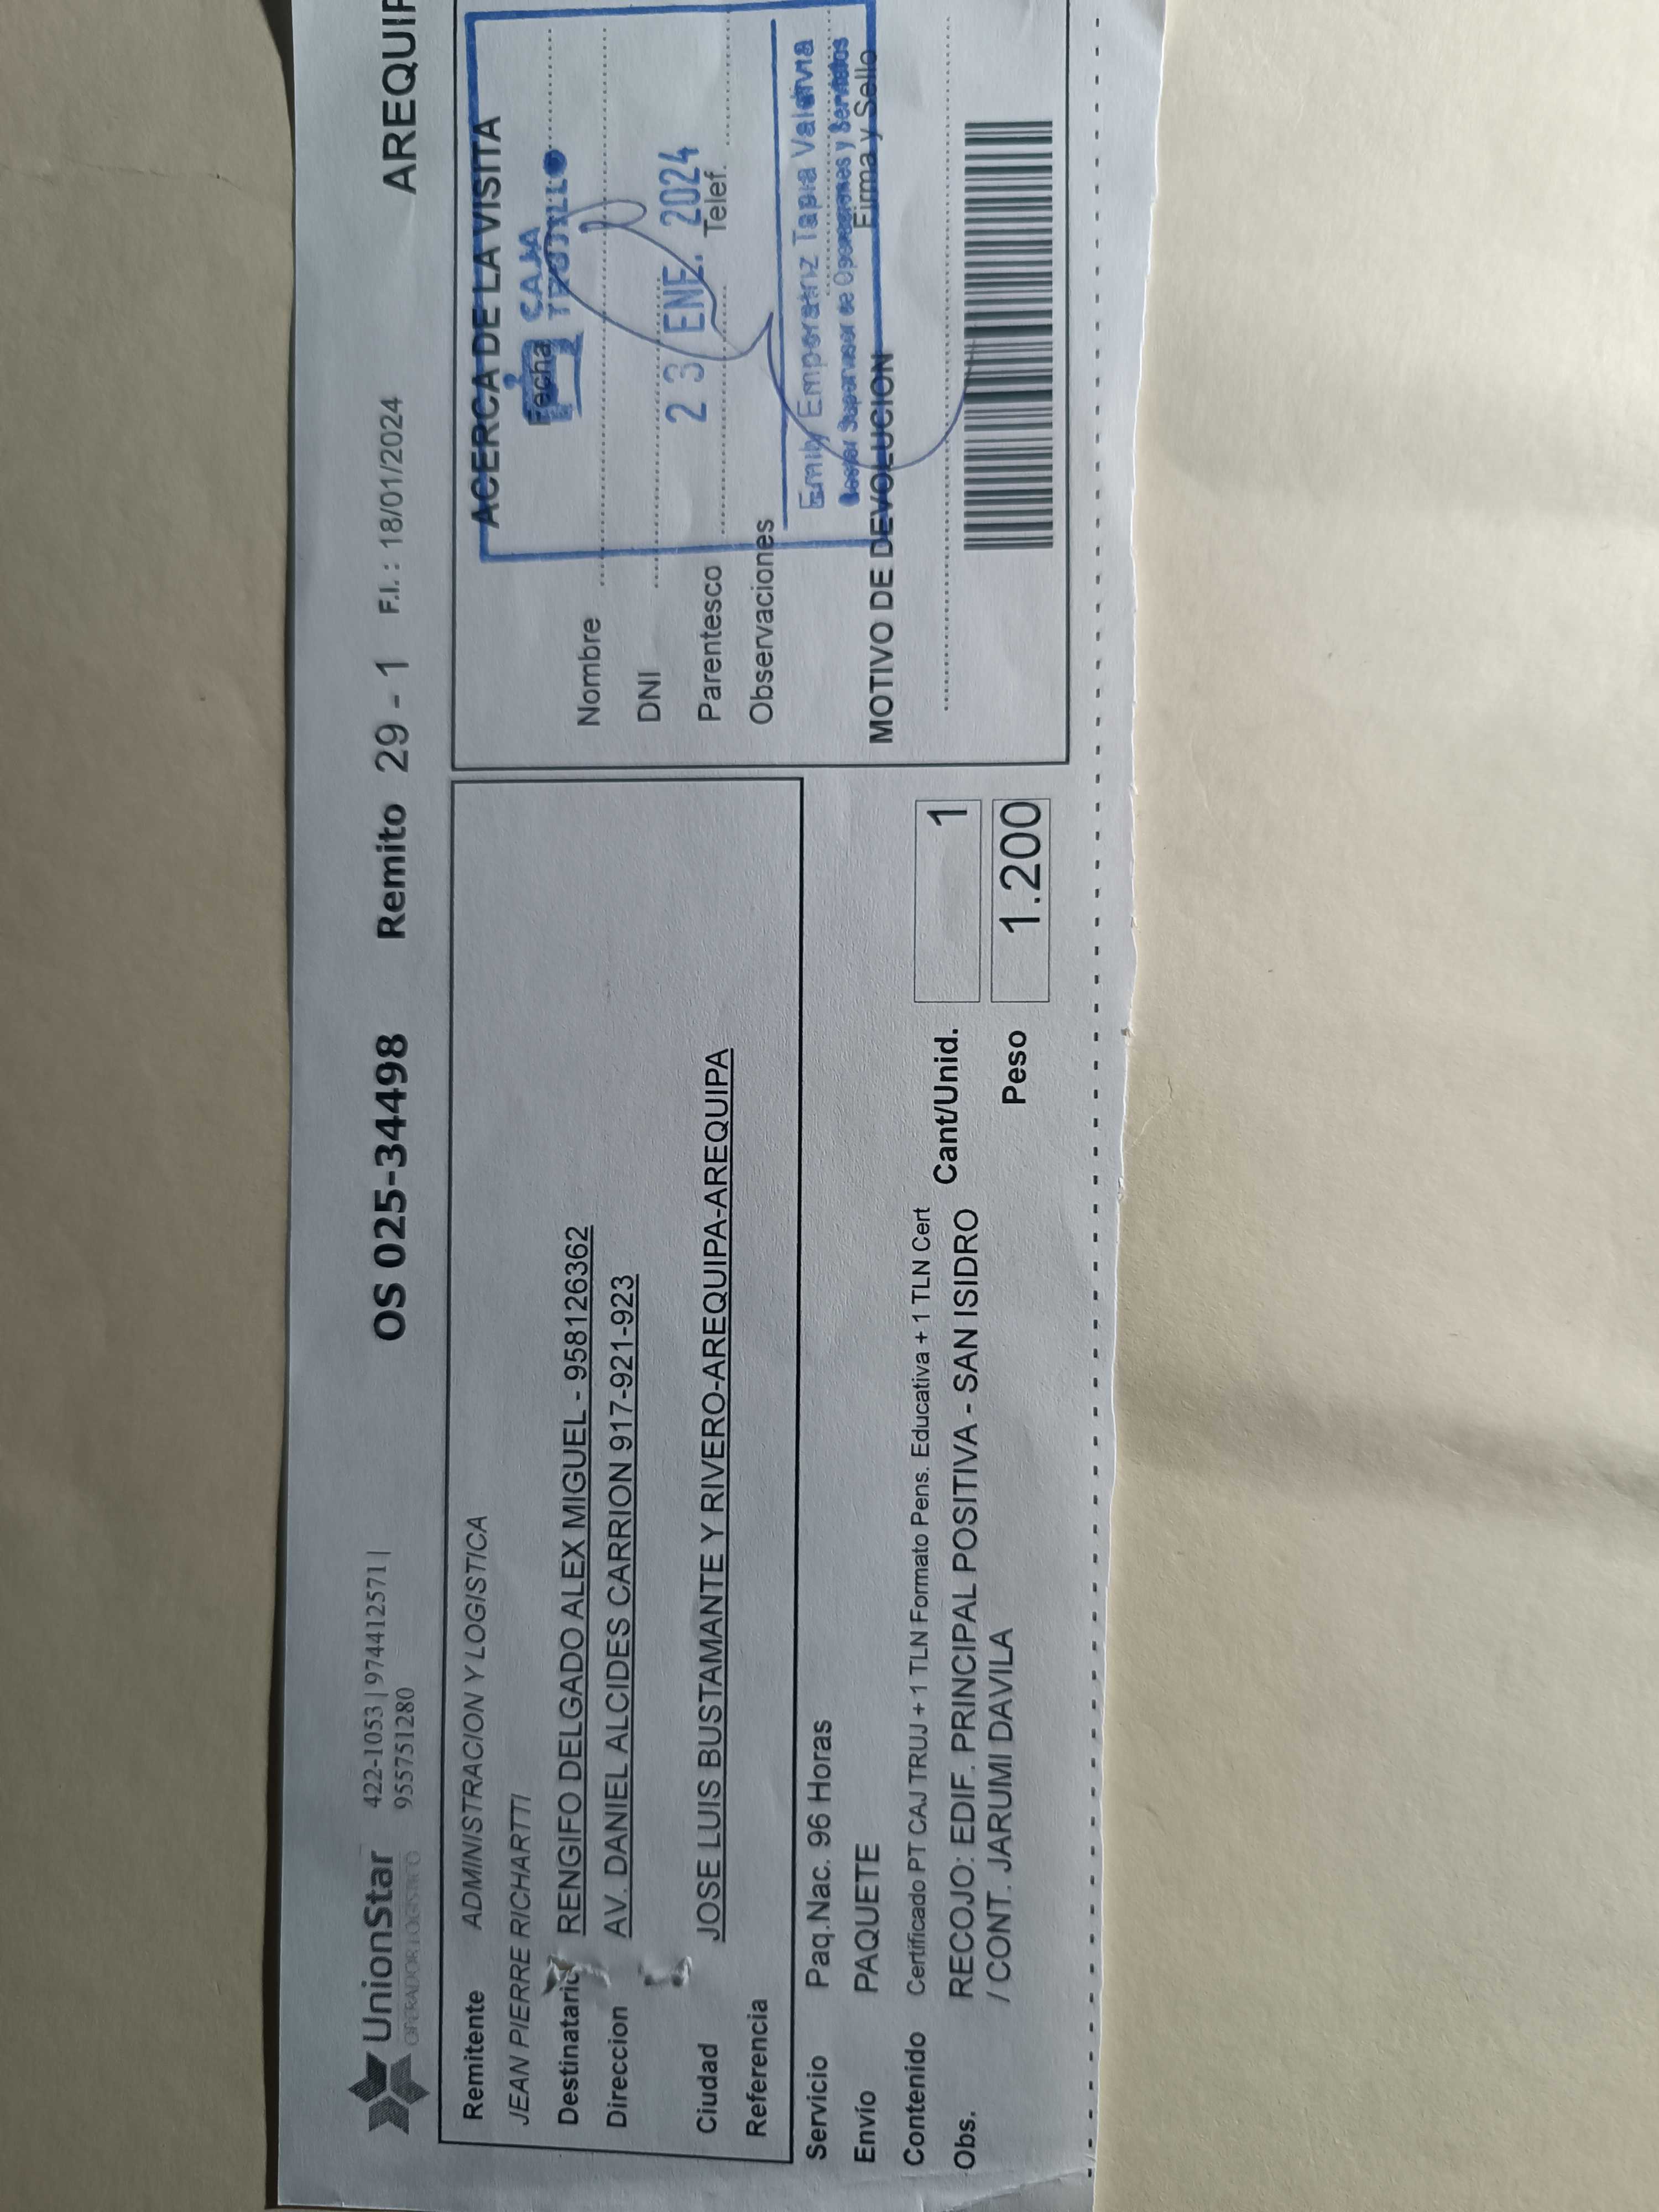 UnionStar
OPERADOR LOGISTICO
422-1053 | 974412571 |
955751280
OS 025-34498 Remito 29 - 1 F.I. : 18/01/2024
Remitente ADMINISTRACION Y LOGISTICA
JEAN PIERRE RICHARTTI
Destinatario RENGIFO DELGADO ALEX MIGUEL - 958126362
Direccion AV. DANIEL ALCIDES CARRION 917-921-923
Ciudad JOSE LUIS BUSTAMANTE Y RIVERO-AREQUIPA-AREQUIPA
Referencia
Servicio Paq.Nac. 96 Horas
Envío PAQUETE
Contenido Certificado PT CAJ TRUJ + 1 TLN Formato Pens. Educativa + 1 TLN Cert
Obs. RECOJO: EDIF. PRINCIPAL POSITIVA - SAN ISIDRO
/ CONT. JARUMI DAVILA
Cant/Unid. 1
Peso 1.200
ACERCA DE LA VISITA
Fecha
CAJA
TRUJILLO
Nombre
DNI
23 ENE. 2024
Parentesco Telef.
Observaciones
Emily Emperatriz Tapia Valdivia
Supervisor de Operaciones y Servicios
Firma y Sello
MOTIVO DE DEVOLUCION